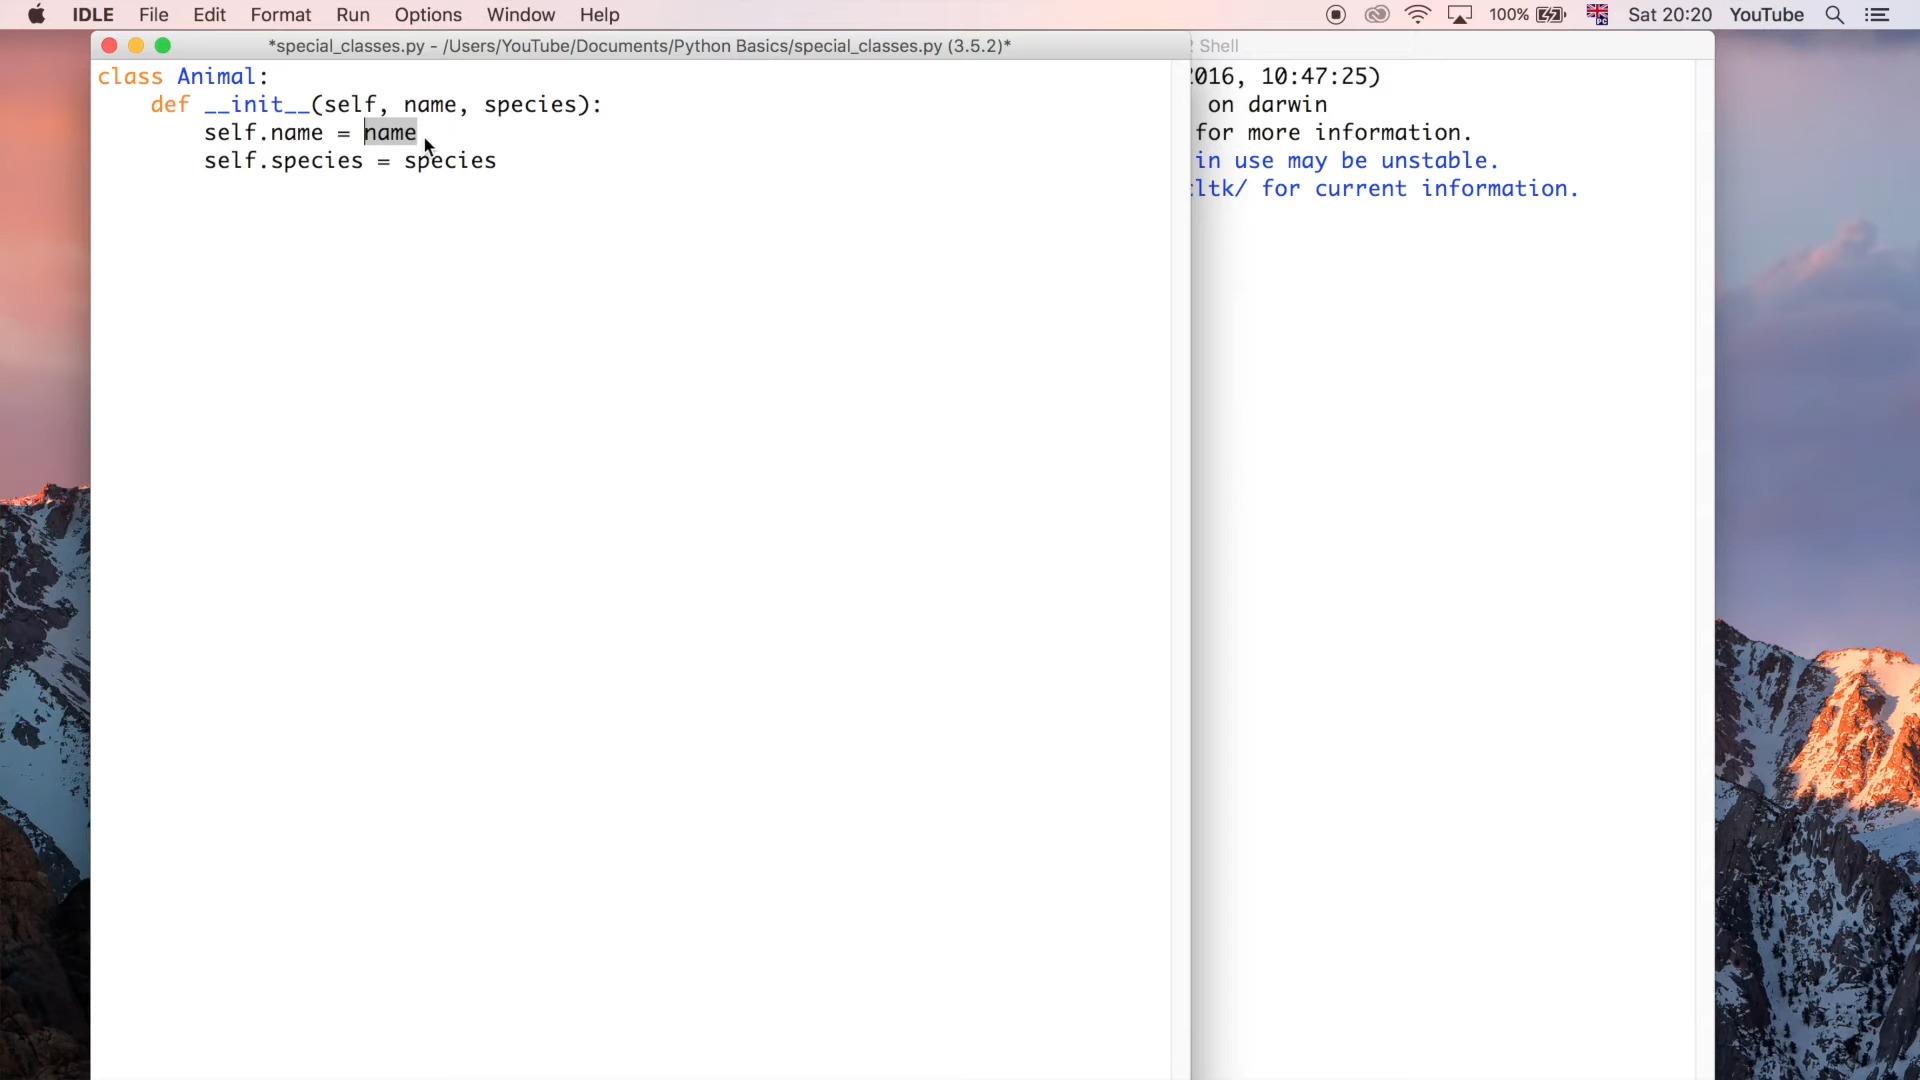 IDLE File Edit Format Run Options Window Help 100% Sat 20:20 YouTube
*special_classes.py - /Users/YouTube/Documents/Python Basics/special_classes.py (3.5.2)*
Shell
class Animal:
    def __init__(self, name, species):
        self.name = name
        self.species = species
2016, 10:47:25)
on darwin
for more information.
in use may be unstable.
cltk/ for current information.